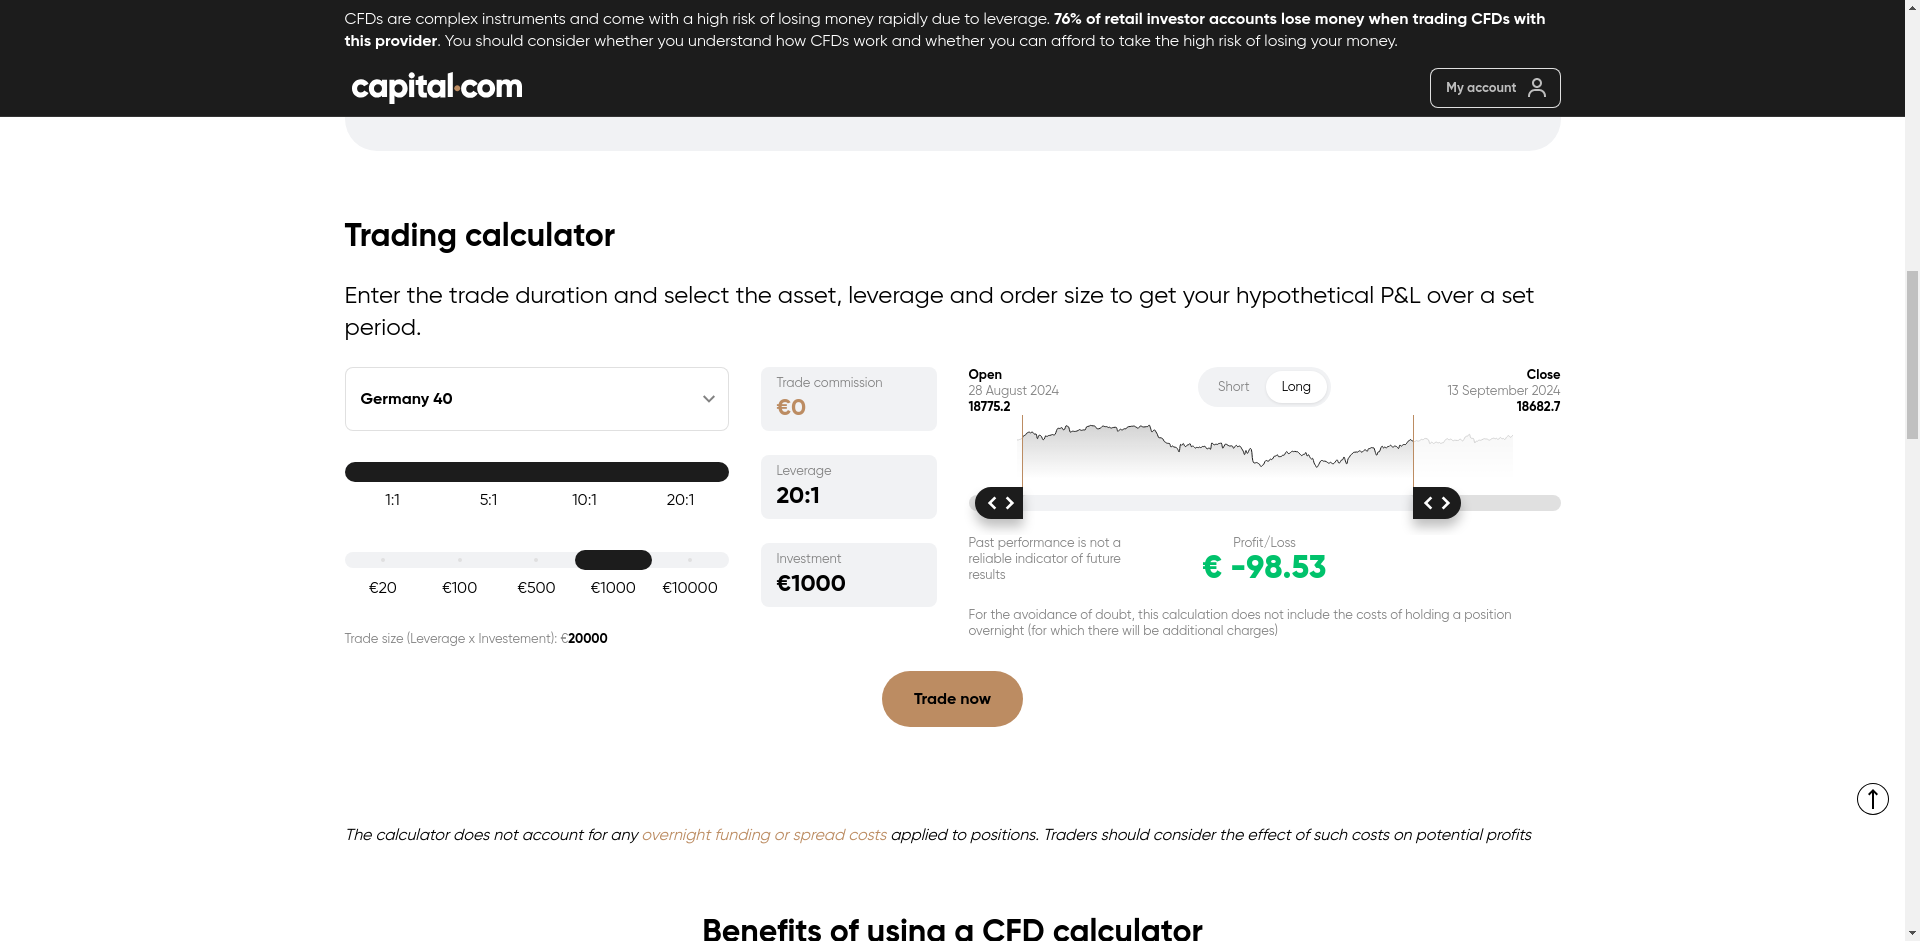 CFDs are complex instruments and come with a high risk of losing money rapidly due to leverage. 76% of retail investor accounts lose money when trading CFDs with
this provider. You should consider whether you understand how CFDs work and whether you can afford to take the high risk of losing your money.
capital.com
My account
Trading calculator
Enter the trade duration and select the asset, leverage and order size to get your hypothetical P&L over a set
period.
Germany 40
1:1 5:1 10:1 20:1
€20 €100 €500 €1000 €10000
Trade size (Leverage x Investement): €20000
Trade commission
€0
Leverage
20:1
Investment
€1000
Open
28 August 2024
18775.2
Short Long
Close
13 September 2024
18682.7
Past performance is not a
reliable indicator of future
results
Profit/Loss
€ -98.53
For the avoidance of doubt, this calculation does not include the costs of holding a position
overnight (for which there will be additional charges)
Trade now
The calculator does not account for any overnight funding or spread costs applied to positions. Traders should consider the effect of such costs on potential profits
Benefits of using a CFD calculator